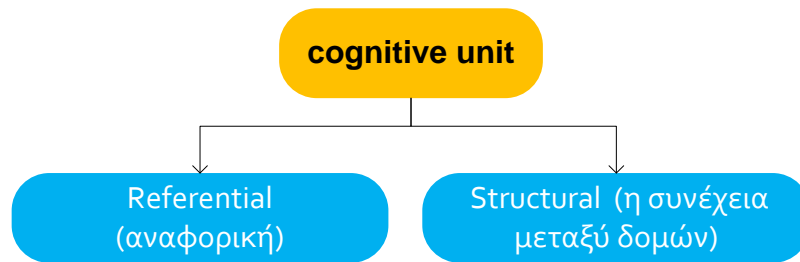 cognitive unit
Referential
(αναφορική)
Structural (η συνέχεια
μεταξύ δομών)